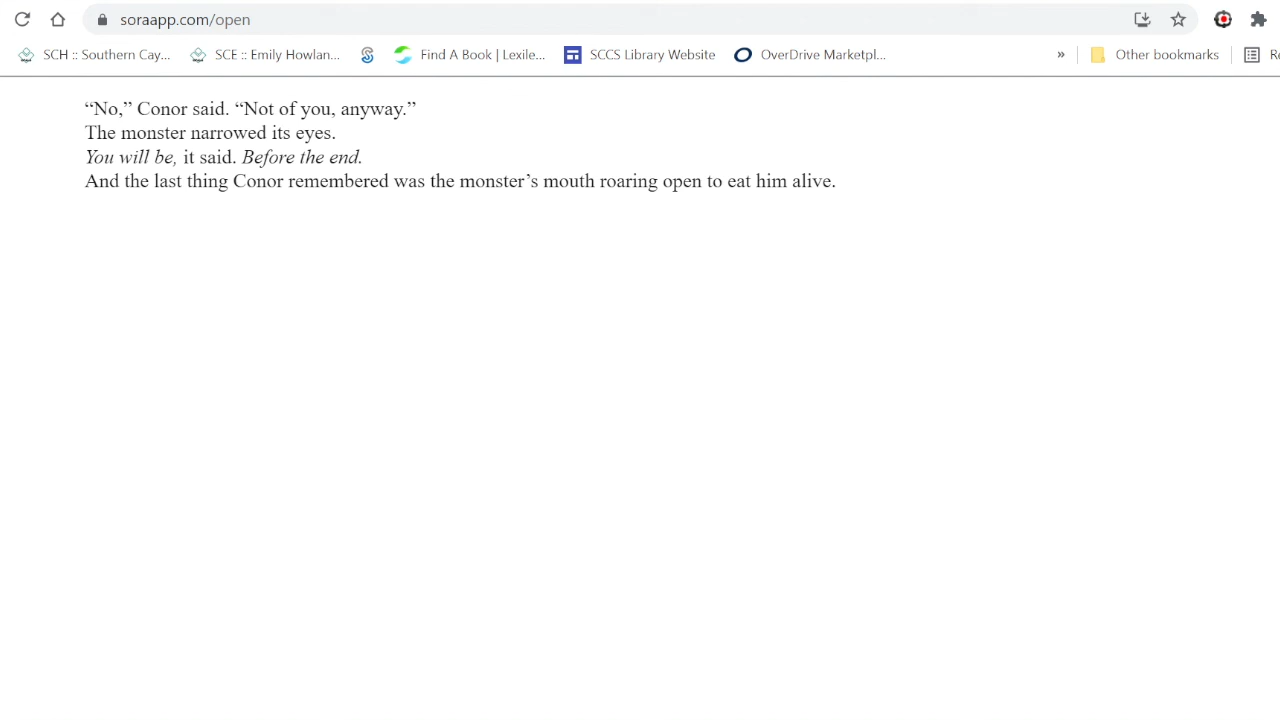 soraapp.com/open
SCH :: Southern Cay... SCE :: Emily Howlan... Find A Book | Lexile... SCCS Library Website OverDrive Marketpl... » Other bookmarks Re
“No,” Conor said. “Not of you, anyway.”
The monster narrowed its eyes.
You will be, it said. Before the end.
And the last thing Conor remembered was the monster’s mouth roaring open to eat him alive.